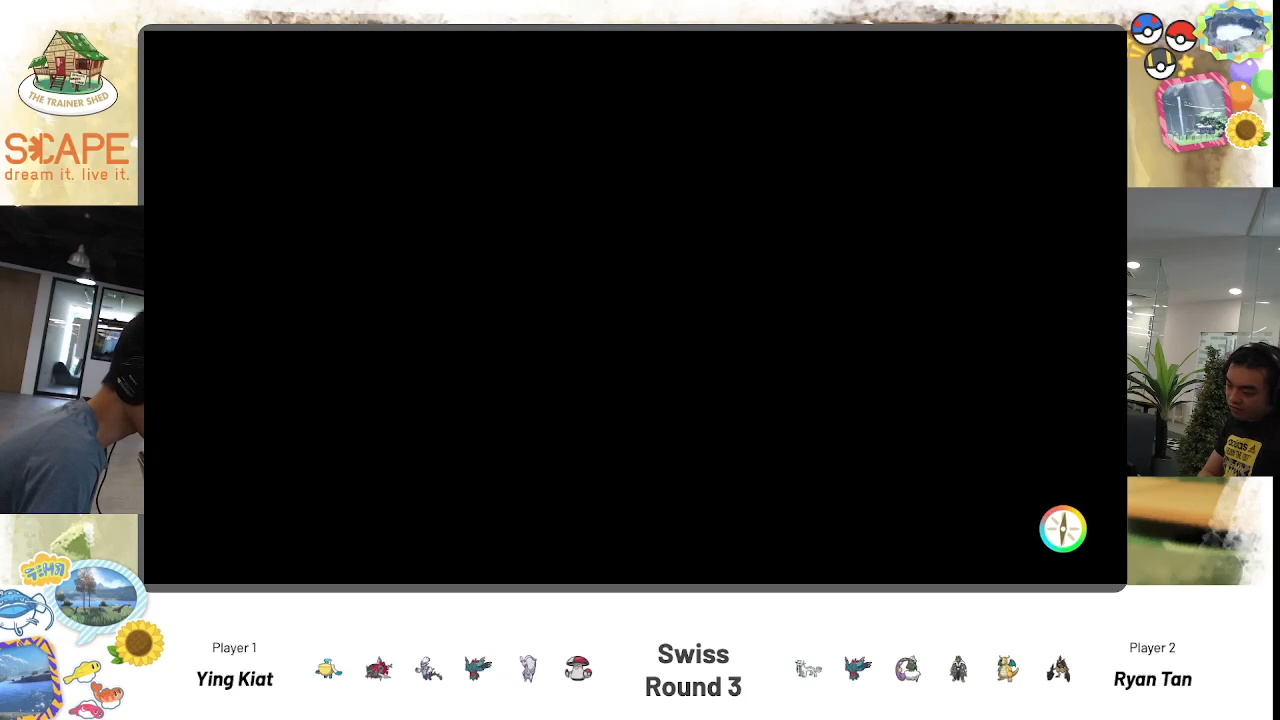 THE TRAINER SHED
SCAPE
dream it. live it.
Player 1
Ying Kiat
Swiss
Round 3
Player 2
Ryan Tan